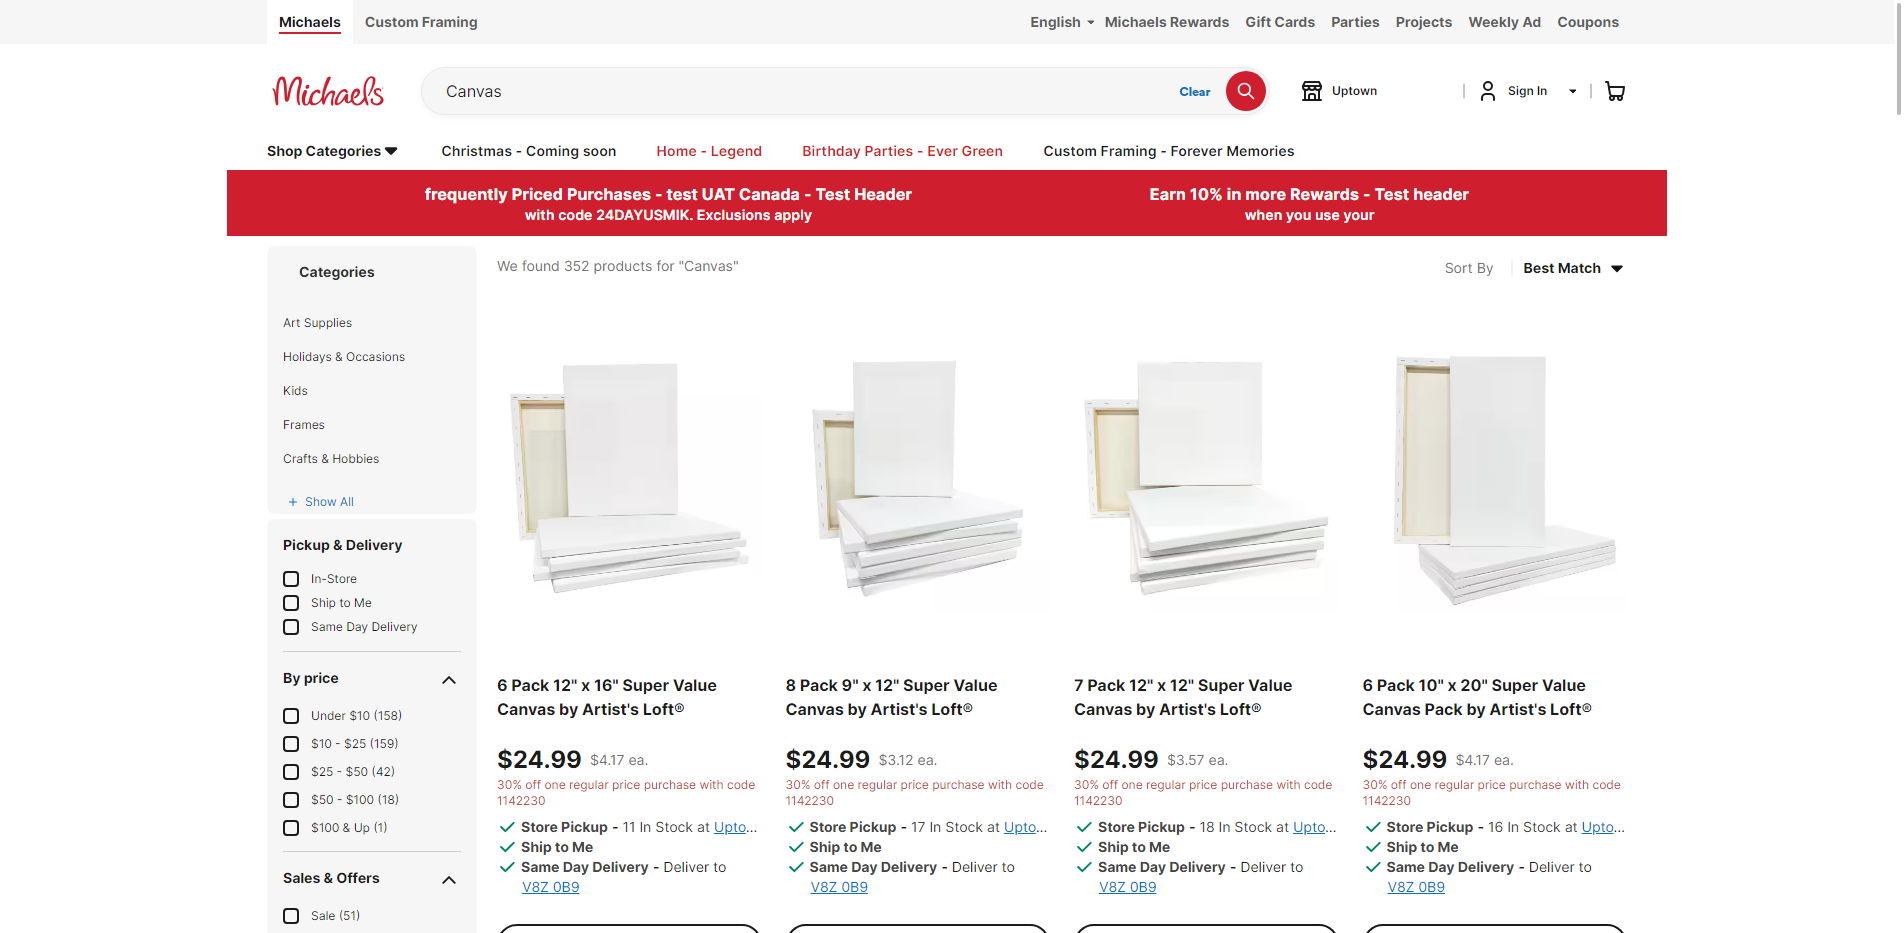 Michaels
Custom Framing
English
Michaels Rewards
Gift Cards
Parties
Projects
Weekly Ad
Coupons
Michaels
Canvas
Clear
Uptown
Sign In
Shop Categories
Christmas - Coming soon
Home - Legend
Birthday Parties - Ever Green
Custom Framing - Forever Memories
frequently Priced Purchases - test UAT Canada - Test Header
with code 24DAYUSMIK. Exclusions apply
Earn 10% in more Rewards - Test header
when you use your
Categories
Art Supplies
Holidays & Occasions
Kids
Frames
Crafts & Hobbies
+ Show All
Pickup & Delivery
In-Store
Ship to Me
Same Day Delivery
By price
Under $10 (158)
$10 - $25 (159)
$25 - $50 (42)
$50 - $100 (18)
$100 & Up (1)
Sales & Offers
Sale (51)
We found 352 products for "Canvas"
Sort By
Best Match
6 Pack 12" x 16" Super Value
Canvas by Artist's Loft®
$24.99 $4.17 ea.
30% off one regular price purchase with code
1142230
Store Pickup - 11 In Stock at Upto...
Ship to Me
Same Day Delivery - Deliver to
V8Z 0B9
8 Pack 9" x 12" Super Value
Canvas by Artist's Loft®
$24.99 $3.12 ea.
30% off one regular price purchase with code
1142230
Store Pickup - 17 In Stock at Upto...
Ship to Me
Same Day Delivery - Deliver to
V8Z 0B9
7 Pack 12" x 12" Super Value
Canvas by Artist's Loft®
$24.99 $3.57 ea.
30% off one regular price purchase with code
1142230
Store Pickup - 18 In Stock at Upto...
Ship to Me
Same Day Delivery - Deliver to
V8Z 0B9
6 Pack 10" x 20" Super Value
Canvas Pack by Artist's Loft®
$24.99 $4.17 ea.
30% off one regular price purchase with code
1142230
Store Pickup - 16 In Stock at Upto...
Ship to Me
Same Day Delivery - Deliver to
V8Z 0B9